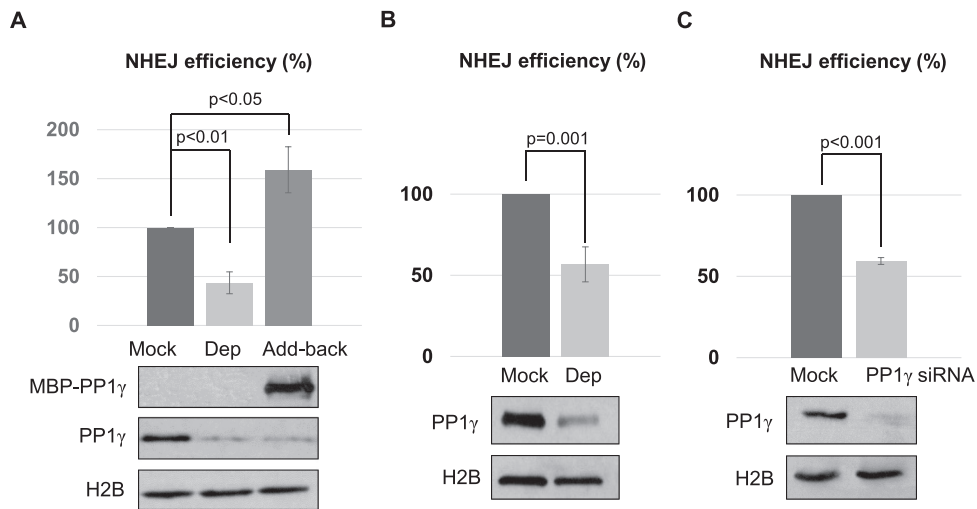 A
NHEJ efficiency (%)
p<0.05
p<0.01
200
150
100
50
0
Mock Dep Add-back
MBP-PP1γ
PP1γ
H2B
B
NHEJ efficiency (%)
p=0.001
100
50
0
Mock Dep
PP1γ
H2B
C
NHEJ efficiency (%)
p<0.001
100
50
0
Mock PP1γ siRNA
PP1γ
H2B